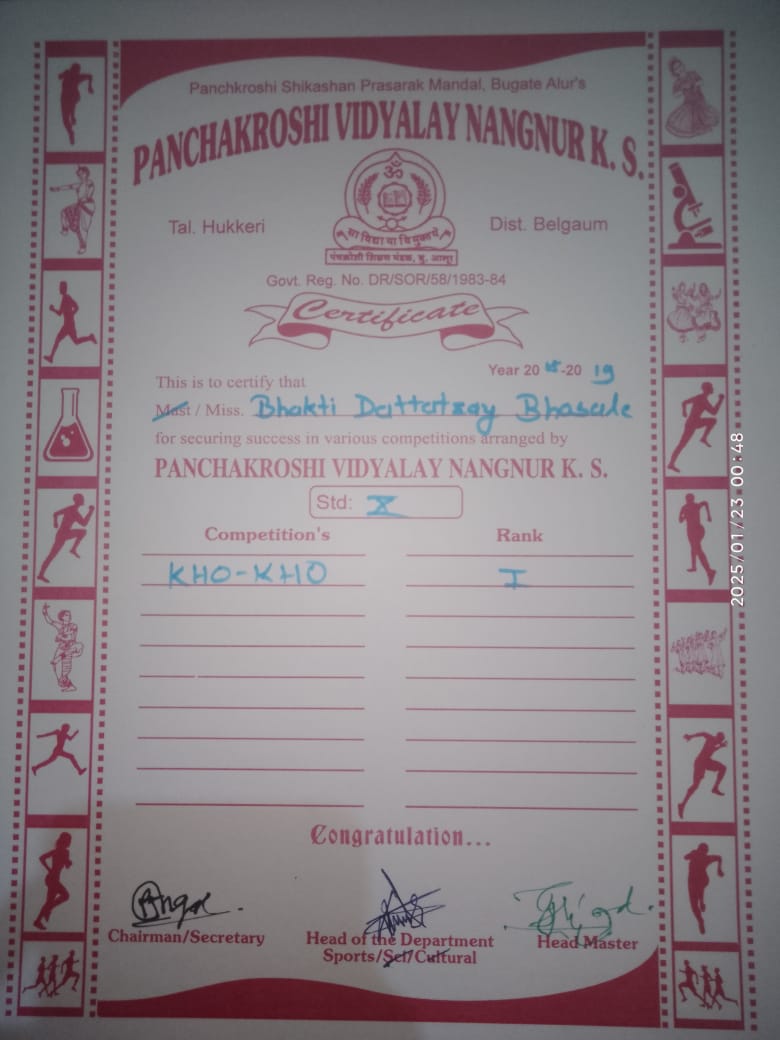 Panchkroshi Shikashan Prasarak Mandal, Bugate Alur's
PANCHAKROSHI VIDYALAY NANGNUR K. S.
ॐ
Tal. Hukkeri
Dist. Belgaum
या विद्या या विमुक्तये
पंचक्रोशी शिक्षण मंडळ, बु. आलूर
Govt. Reg. No. DR/SOR/58/1983-84
Certificate
Year 20 -20 19
This is to certify that
Mast / Miss. Bhakti Dattatray Bhosale
for securing success in various competitions arranged by
PANCHAKROSHI VIDYALAY NANGNUR K. S.
Std: X
Competition's Rank
KHO-KHO I
Congratulation...
Chairman/Secretary
Head of the Department
Sports/Sci/Cultural
Head Master
2025/01/23 00:48